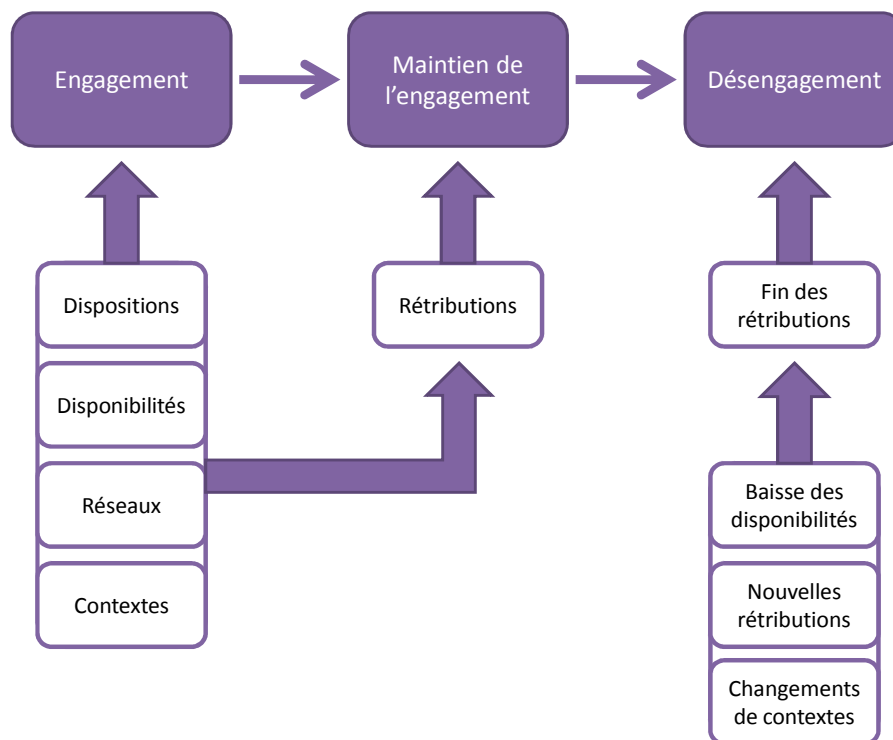 Engagement
Maintien de
l'engagement
Désengagement
Dispositions
Disponibilités
Réseaux
Contextes
Rétributions
Fin des
rétributions
Baisse des
disponibilités
Nouvelles
rétributions
Changements
de contextes